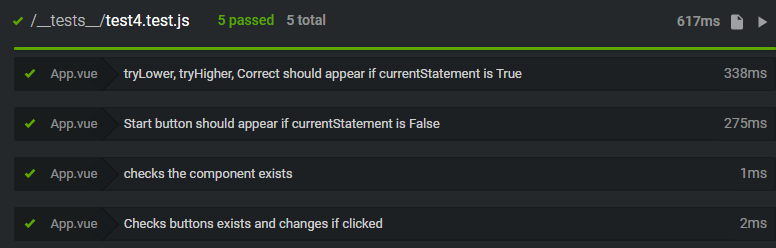 /__tests__/test4.test.js 5 passed 5 total 617ms
App.vue tryLower, tryHigher, Correct should appear if currentStatement is True 338ms
App.vue Start button should appear if currentStatement is False 275ms
App.vue checks the component exists 1ms
App.vue Checks buttons exists and changes if clicked 2ms